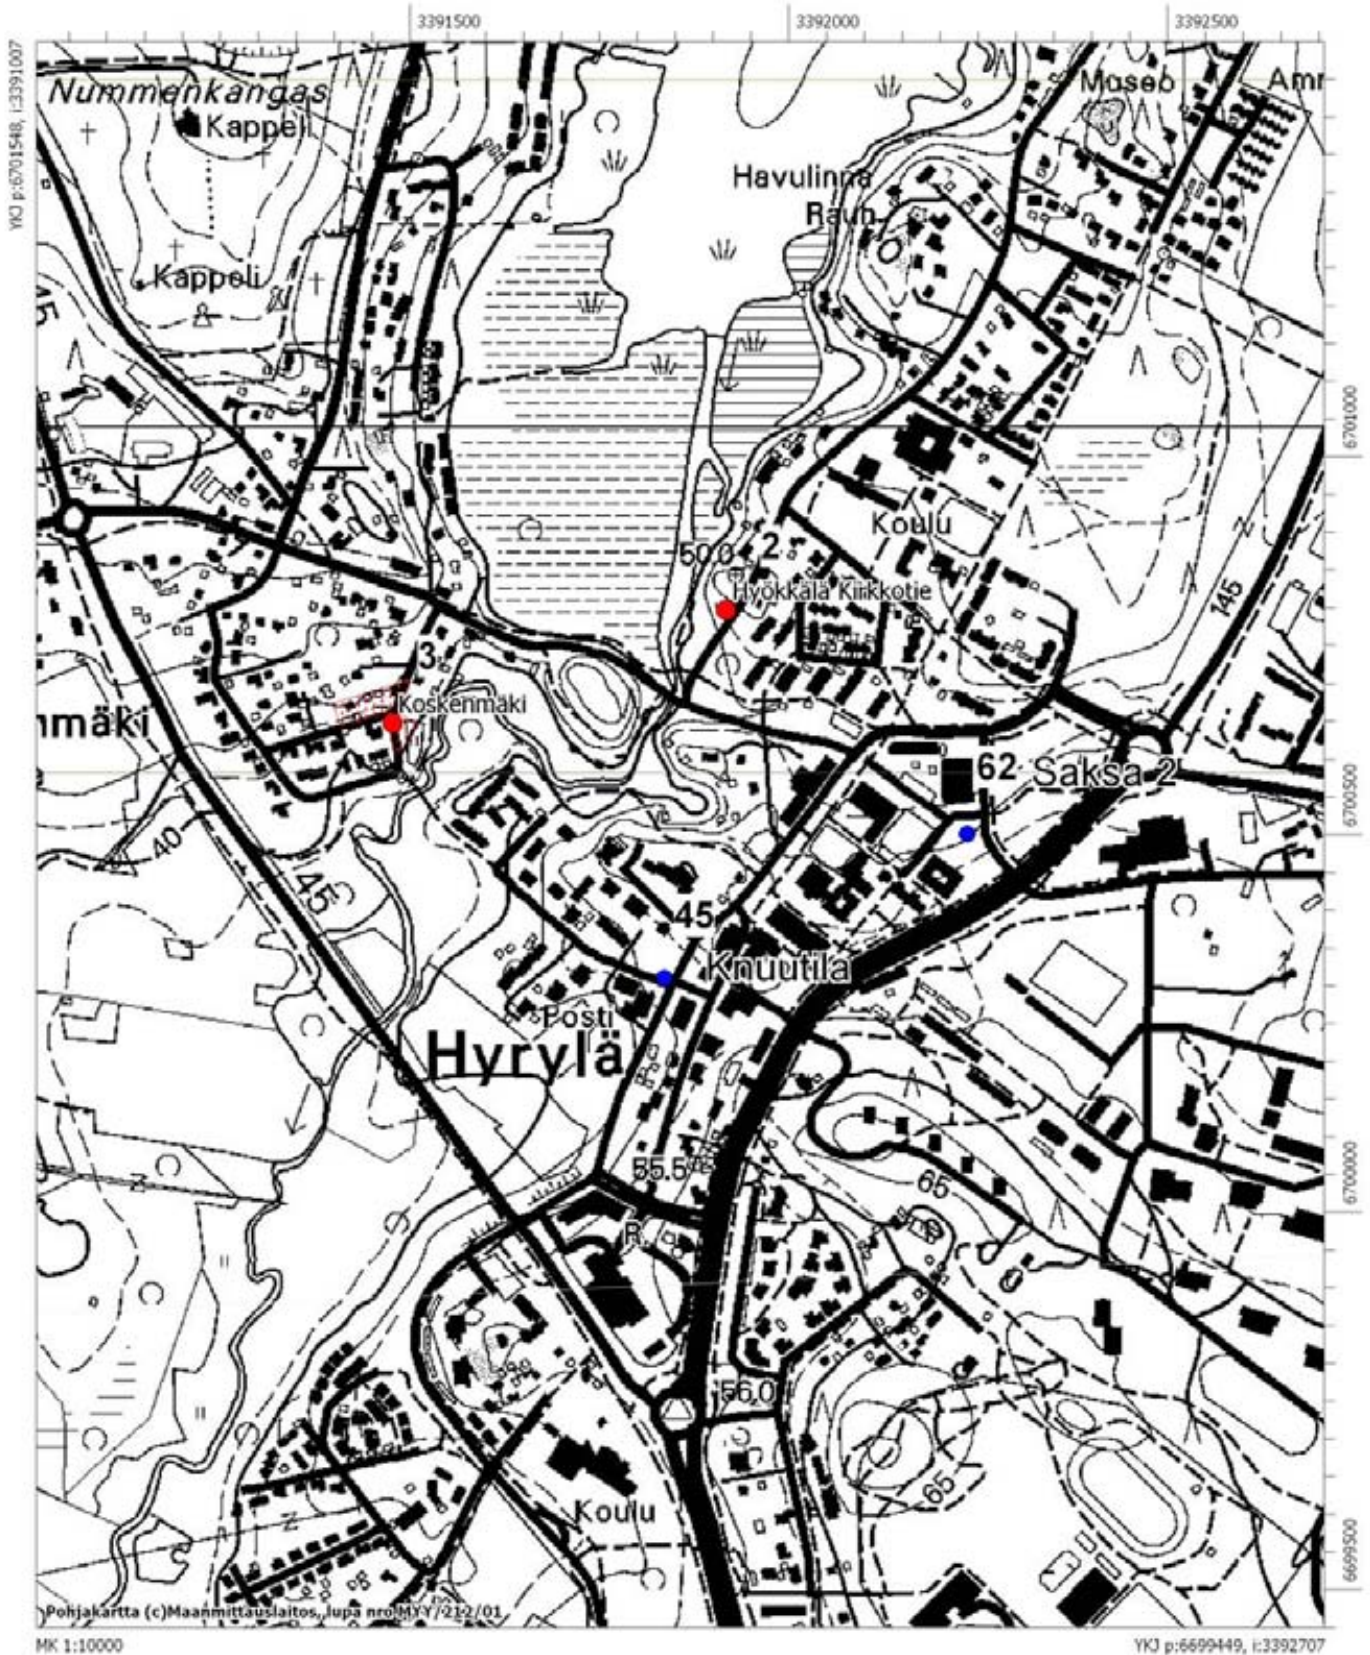 3391500
3392000
3392500
YKJ p:6701548, i:3391007
Nummenkangas
Kappeli
Museo
Havulinna
Rauh.
Kappeli
45
6701000
Koulu
50.0
2
Hyökkälä Kirkkotie
145
3
Koskenmäki
nmäki
62
Saksa 2
6700500
40
45
45
Knuutila
Posti
Hyrylä
55.5
65
6700000
R
56.0
65
Koulu
6699500
Pohjakartta (c)Maanmittauslaitos, lupa nro MYY/212/01
MK 1:10000
YKJ p:6699449, i:3392707